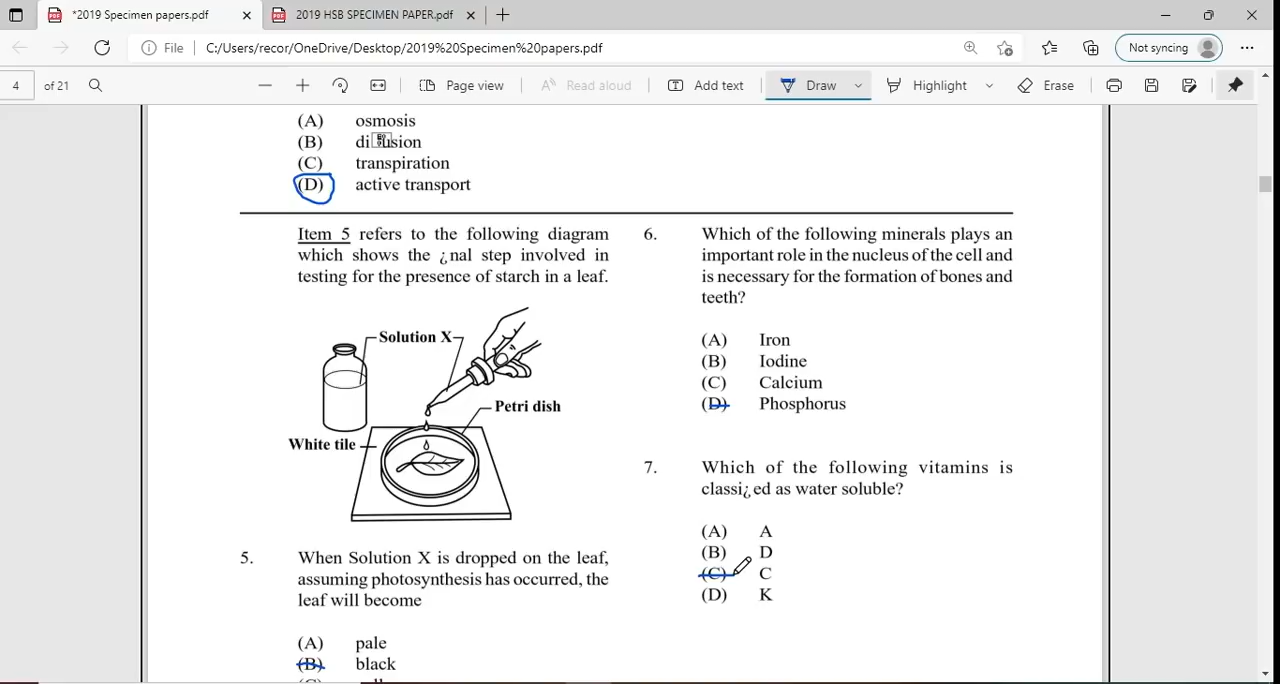 *2019 Specimen papers.pdf
2019 HSB SPECIMEN PAPER.pdf
File
C:/Users/recor/OneDrive/Desktop/2019%20Specimen%20papers.pdf
Not syncing
4 of 21
Page view
Read aloud
Add text
Draw
Highlight
Erase
(A) osmosis
(B) di usion
(C) transpiration
(D) active transport
Item 5 refers to the following diagram
which shows the ¿nal step involved in
testing for the presence of starch in a leaf.
Solution X
Petri dish
White tile
5. When Solution X is dropped on the leaf,
assuming photosynthesis has occurred, the
leaf will become
(A) pale
(B) black
6. Which of the following minerals plays an
important role in the nucleus of the cell and
is necessary for the formation of bones and
teeth?
(A) Iron
(B) Iodine
(C) Calcium
(D) Phosphorus
7. Which of the following vitamins is
classi¿ed as water soluble?
(A) A
(B) D
(C) C
(D) K